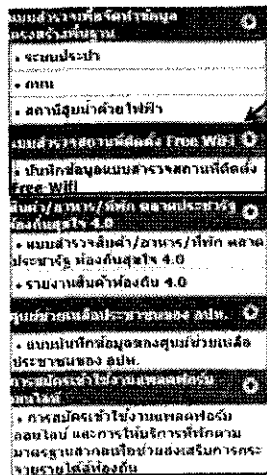 แบบสำรวจเพื่อจัดทำข้อมูล
โครงสร้างพื้นฐาน
• ระบบประปา
• ถนน
• สถานีสูบน้ำด้วยไฟฟ้า
แบบสำรวจสถานที่ติดตั้ง Free Wifi
• บันทึกข้อมูลแบบสำรวจสถานที่ติดตั้ง
Free Wifi
สินค้า/อาหาร/ที่พัก ตลาดประชารัฐ
ท้องถิ่นสุขใจ 4.0
• แบบสำรวจสินค้า/อาหาร/ที่พัก ตลาด
ประชารัฐ ท้องถิ่นสุขใจ 4.0
• รายงานสินค้าท้องถิ่น 4.0
ศูนย์ช่วยเหลือประชาชนของ อปท.
• แบบบันทึกข้อมูลของศูนย์ช่วยเหลือ
ประชาชนของ อปท.
การสมัครเข้าใช้งานแพลตฟอร์ม
ออนไลน์
• การสมัครเข้าใช้งานแพลตฟอร์ม
ออนไลน์ และการให้บริการที่พักตาม
มาตรฐานสากลเพื่อช่วยส่งเสริมการกระ
จายรายได้สู่ท้องถิ่น